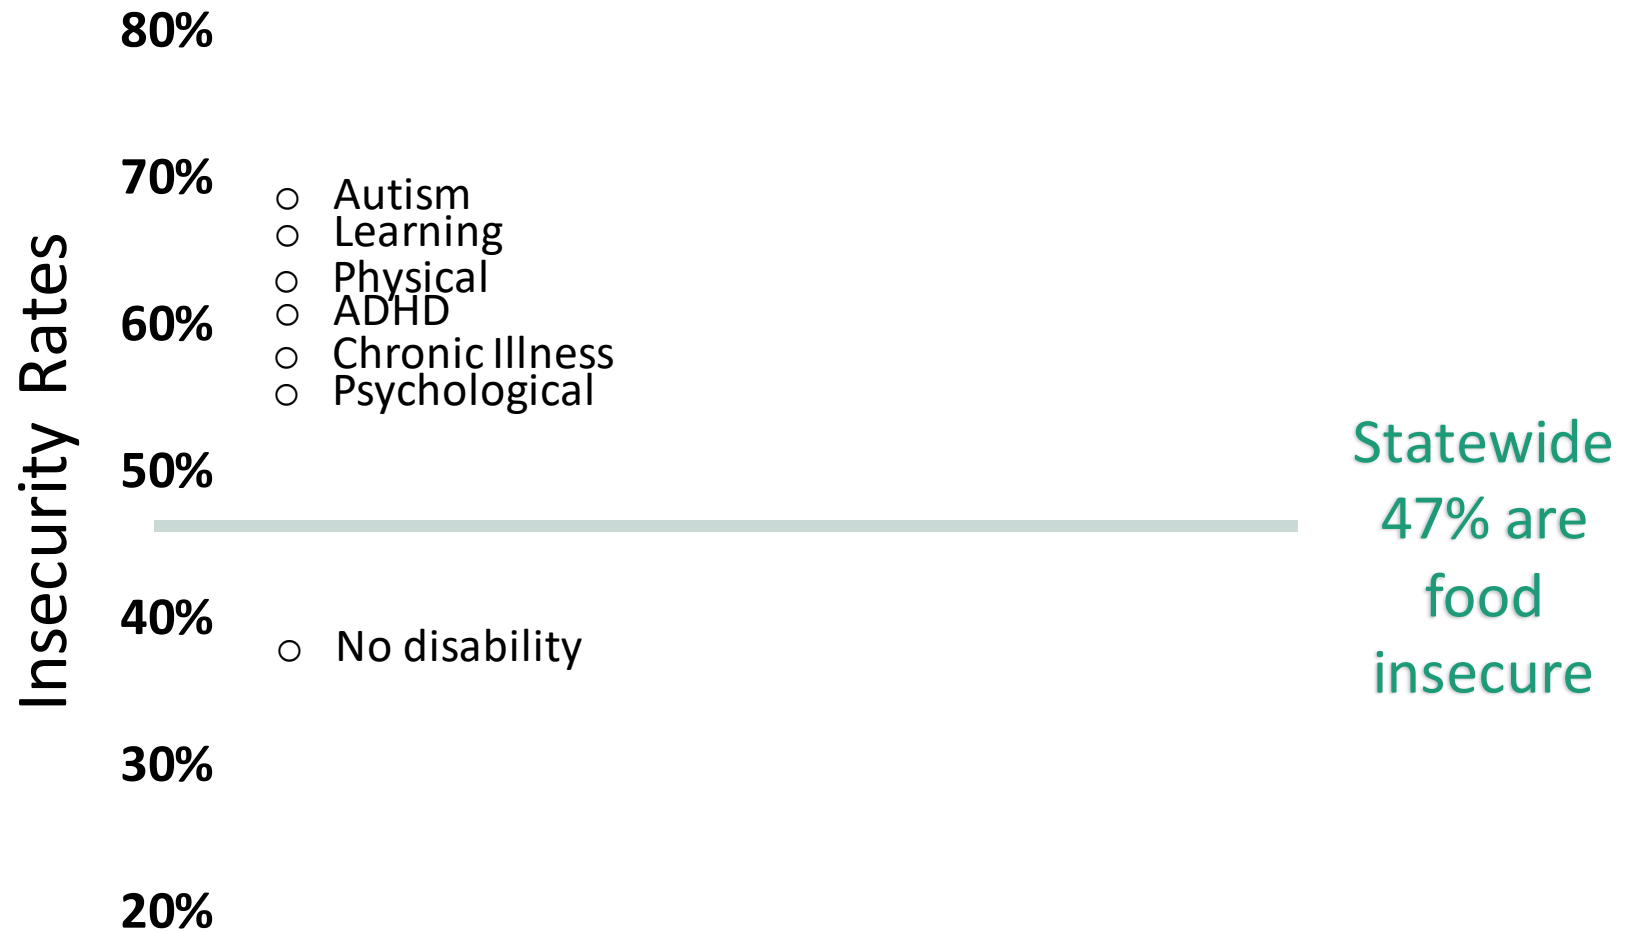 80%
70%
60%
50%
40%
30%
20%
Insecurity Rates
Autism
Learning
Physical
ADHD
Chronic Illness
Psychological
No disability
Statewide
47% are
food
insecure